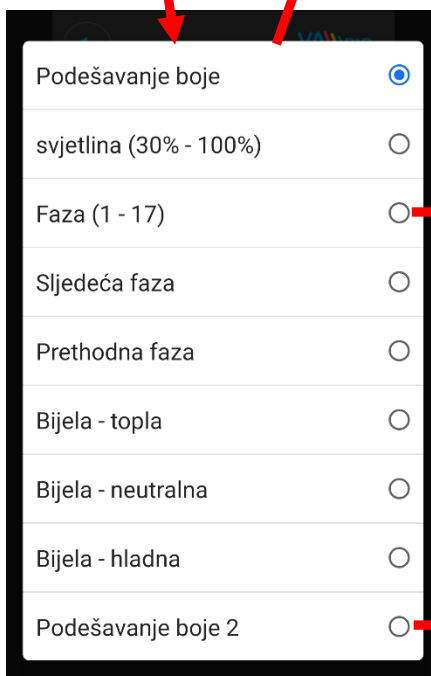 Podešavanje boje
svjetlina (30% - 100%)
Faza (1 - 17)
Sljedeća faza
Prethodna faza
Bijela - topla
Bijela - neutralna
Bijela - hladna
Podešavanje boje 2